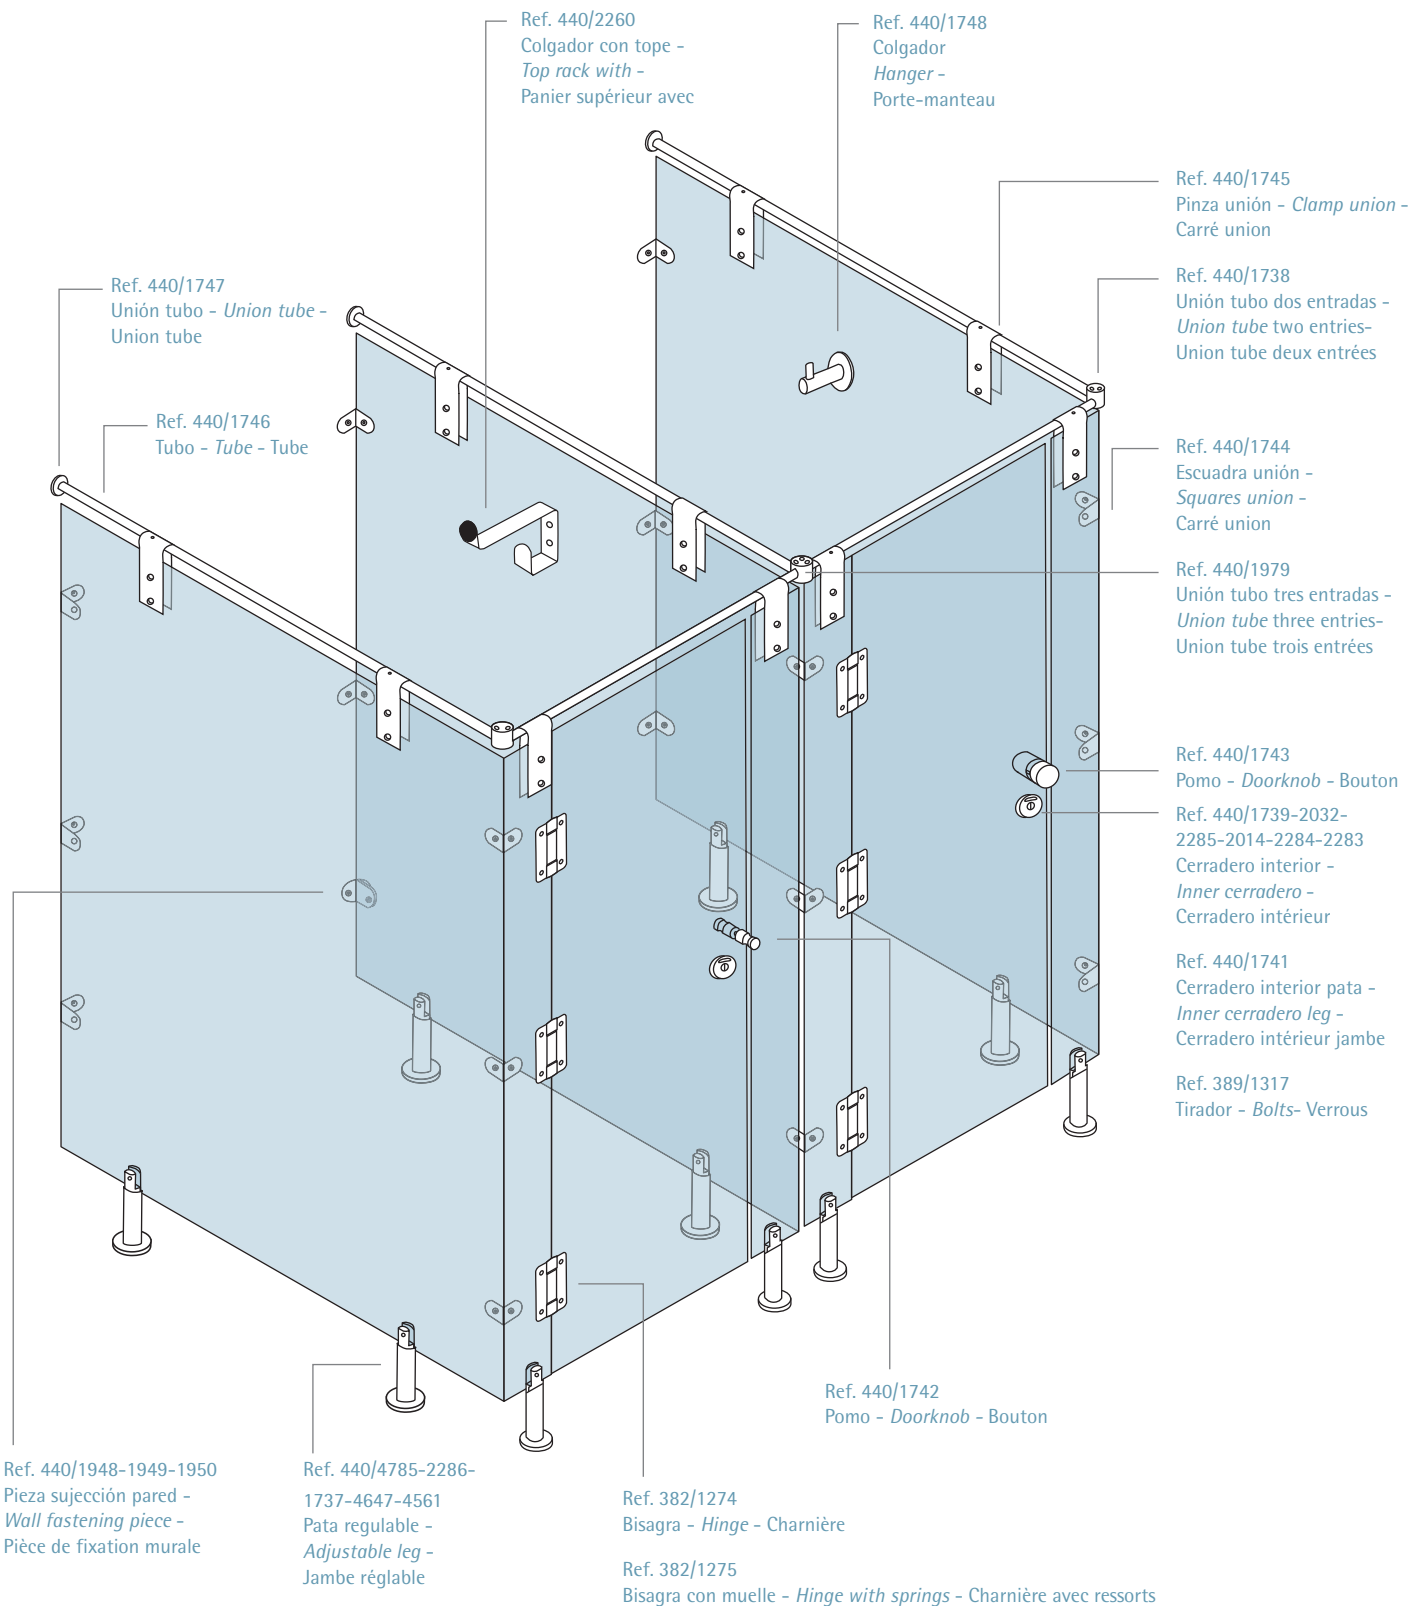 Ref. 440/2260
Colgador con tope -
Top rack with -
Panier supérieur avec
Ref. 440/1748
Colgador
Hanger -
Porte-manteau
Ref. 440/1745
Pinza unión - Clamp union -
Carré union
Ref. 440/1738
Unión tubo dos entradas -
Union tube two entries-
Union tube deux entrées
Ref. 440/1747
Unión tubo - Union tube -
Union tube
Ref. 440/1746
Tubo - Tube - Tube
Ref. 440/1744
Escuadra unión -
Squares union -
Carré union
Ref. 440/1979
Unión tubo tres entradas -
Union tube three entries-
Union tube trois entrées
Ref. 440/1743
Pomo - Doorknob - Bouton
Ref. 440/1739-2032-
2285-2014-2284-2283
Cerradero interior -
Inner cerradero -
Cerradero intérieur
Ref. 440/1741
Cerradero interior pata -
Inner cerradero leg -
Cerradero intérieur jambe
Ref. 389/1317
Tirador - Bolts- Verrous
Ref. 440/1742
Pomo - Doorknob - Bouton
Ref. 440/1948-1949-1950
Pieza sujección pared -
Wall fastening piece -
Pièce de fixation murale
Ref. 440/4785-2286-
1737-4647-4561
Pata regulable -
Adjustable leg -
Jambe réglable
Ref. 382/1274
Bisagra - Hinge - Charnière
Ref. 382/1275
Bisagra con muelle - Hinge with springs - Charnière avec ressorts